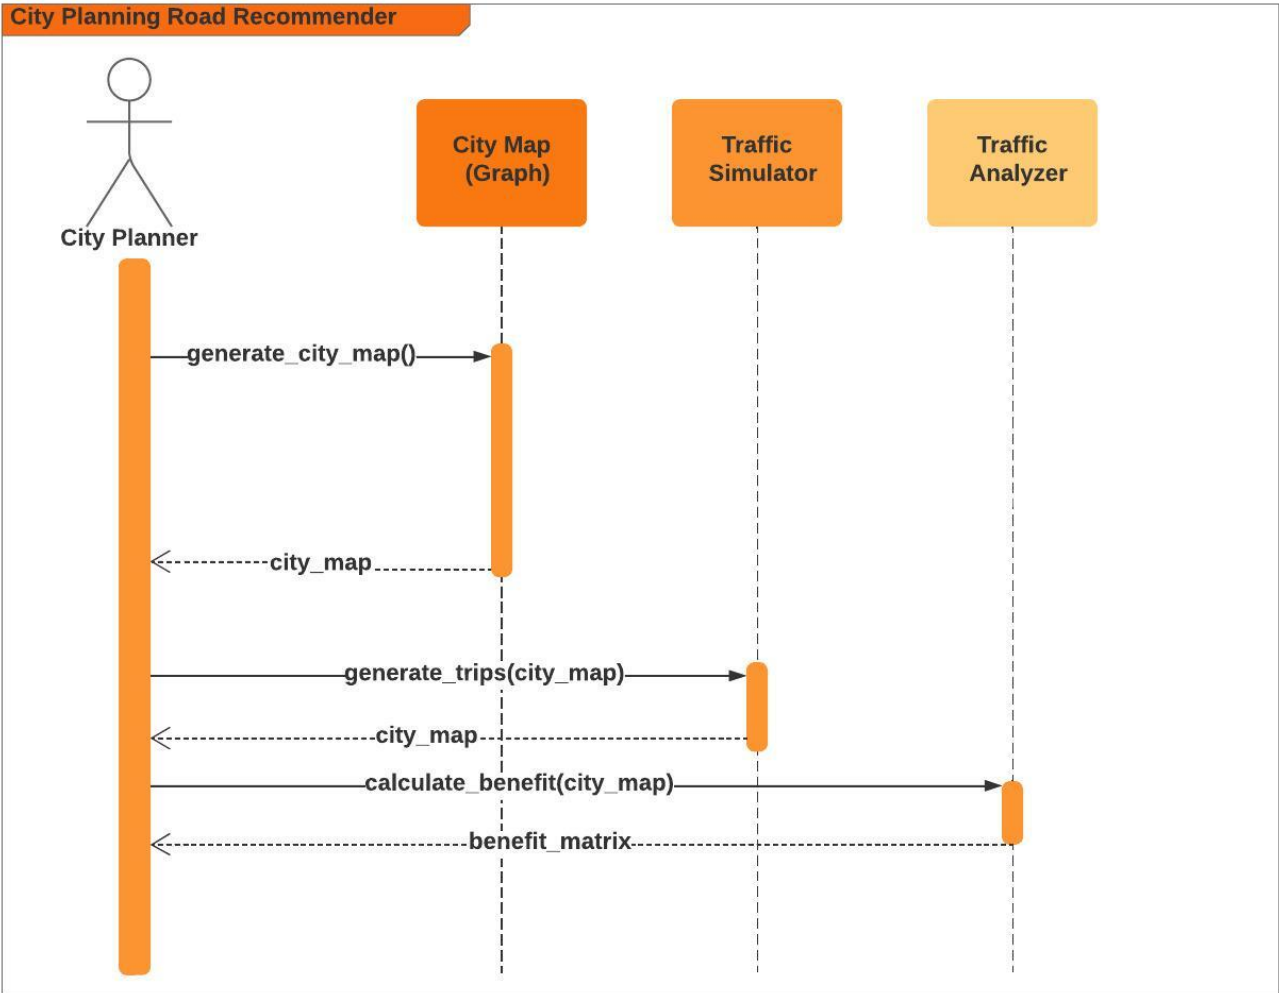 City Planning Road Recommender
City Map
(Graph)
Traffic
Simulator
Traffic
Analyzer
City Planner
generate_city_map()
city_map
generate_trips(city_map)
city_map
calculate_benefit(city_map)
benefit_matrix